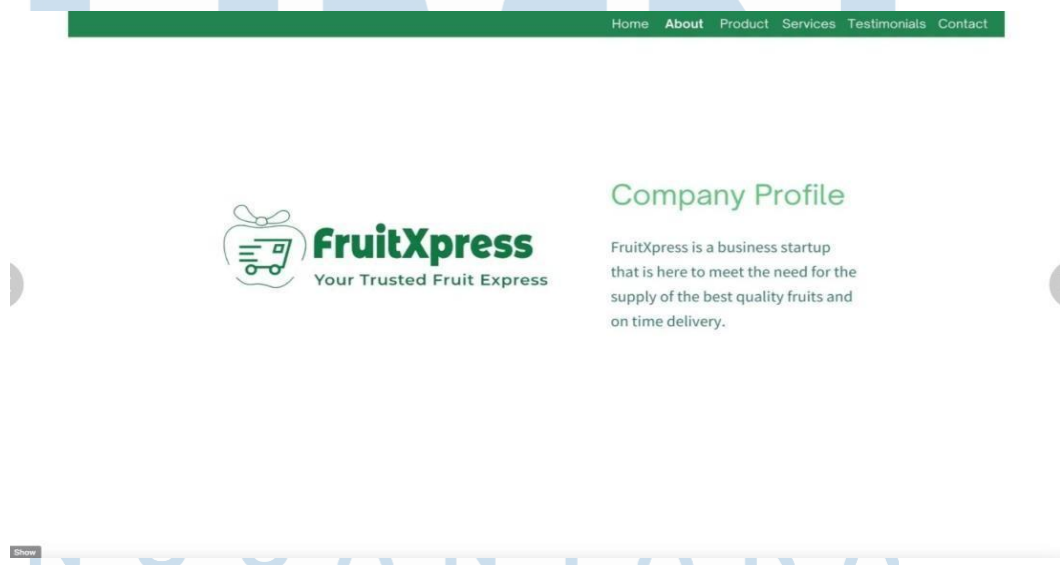 Home About Product Services Testimonials Contact
FruitXpress
Your Trusted Fruit Express
Company Profile
FruitXpress is a business startup
that is here to meet the need for the
supply of the best quality fruits and
on time delivery.
Show